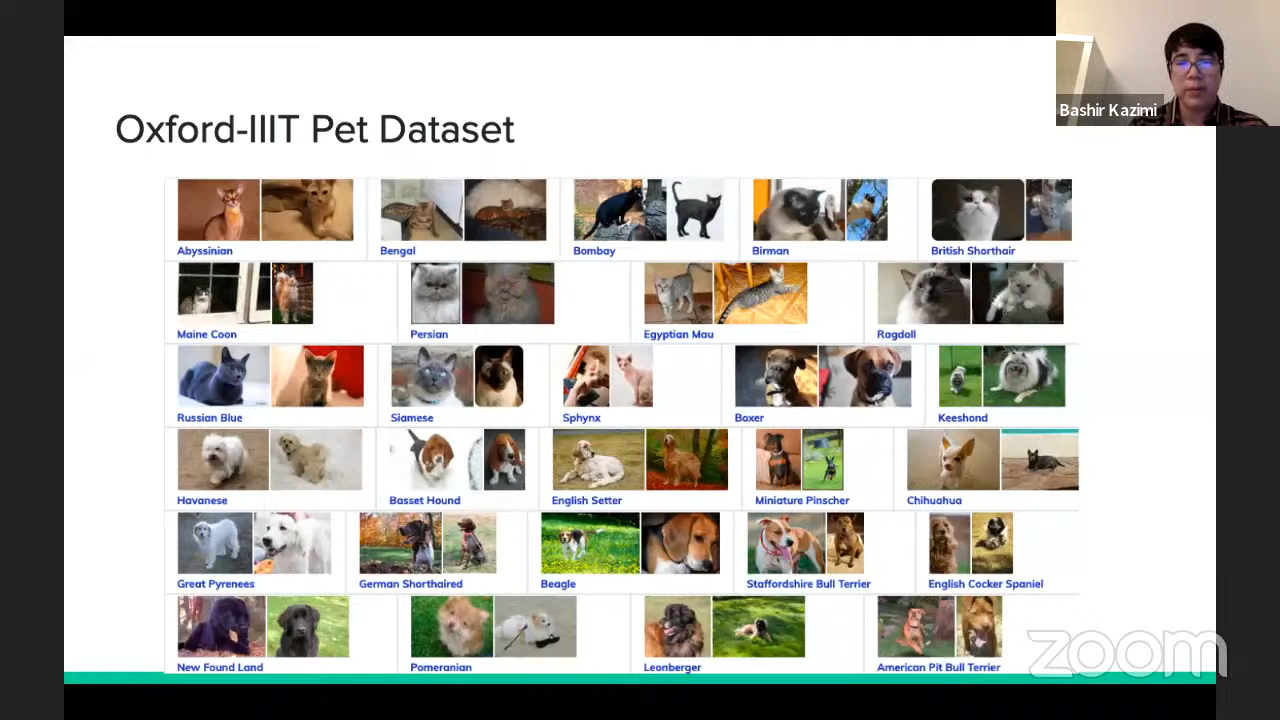 Bashir Kazimi
Oxford-IIIT Pet Dataset
Abyssinian Bengal Bombay Birman British Shorthair
Maine Coon Persian Egyptian Mau Ragdoll
Russian Blue Siamese Sphynx Boxer Keeshond
Havanese Basset Hound English Setter Miniature Pinscher Chihuahua
Great Pyrenees German Shorthaired Beagle Staffordshire Bull Terrier English Cocker Spaniel
New Found Land Pomeranian Leonberger American Pit Bull Terrier
zoom